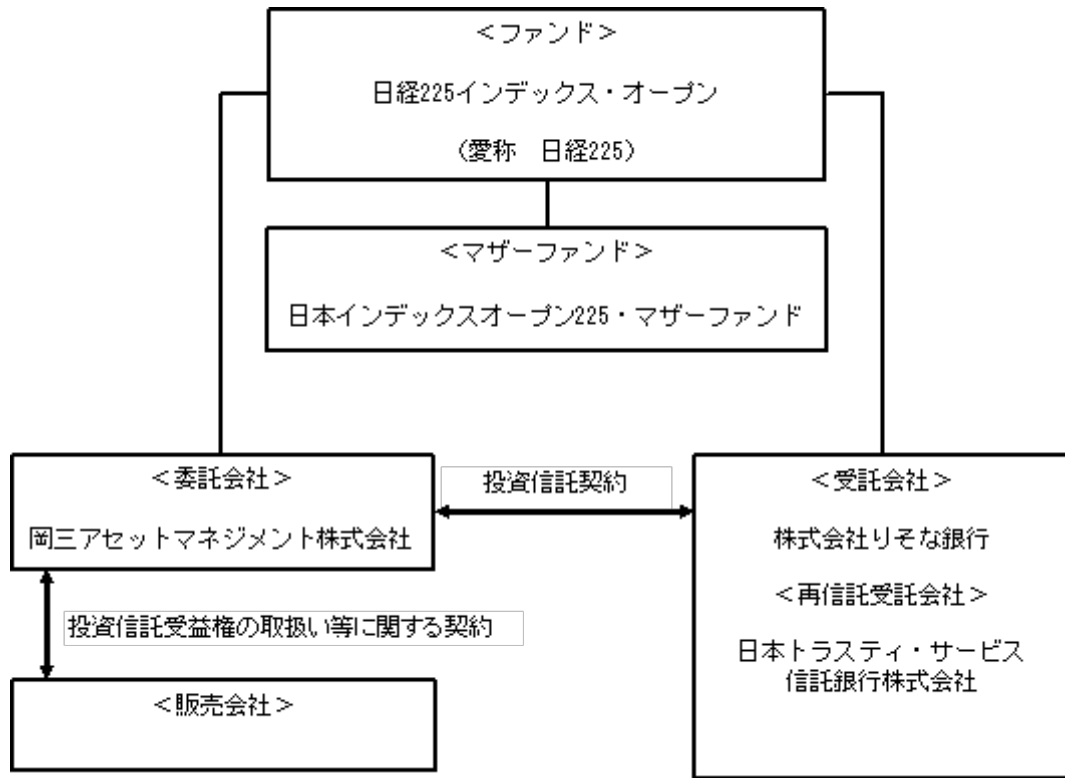 ＜ファンド＞
日経225インデックス・オープン
（愛称　日経225）
＜マザーファンド＞
日本インデックスオープン225・マザーファンド
＜委託会社＞
岡三アセットマネジメント株式会社
投資信託契約
＜受託会社＞
株式会社りそな銀行
＜再信託受託会社＞
日本トラスティ・サービス
信託銀行株式会社
投資信託受益権の取扱い等に関する契約
＜販売会社＞